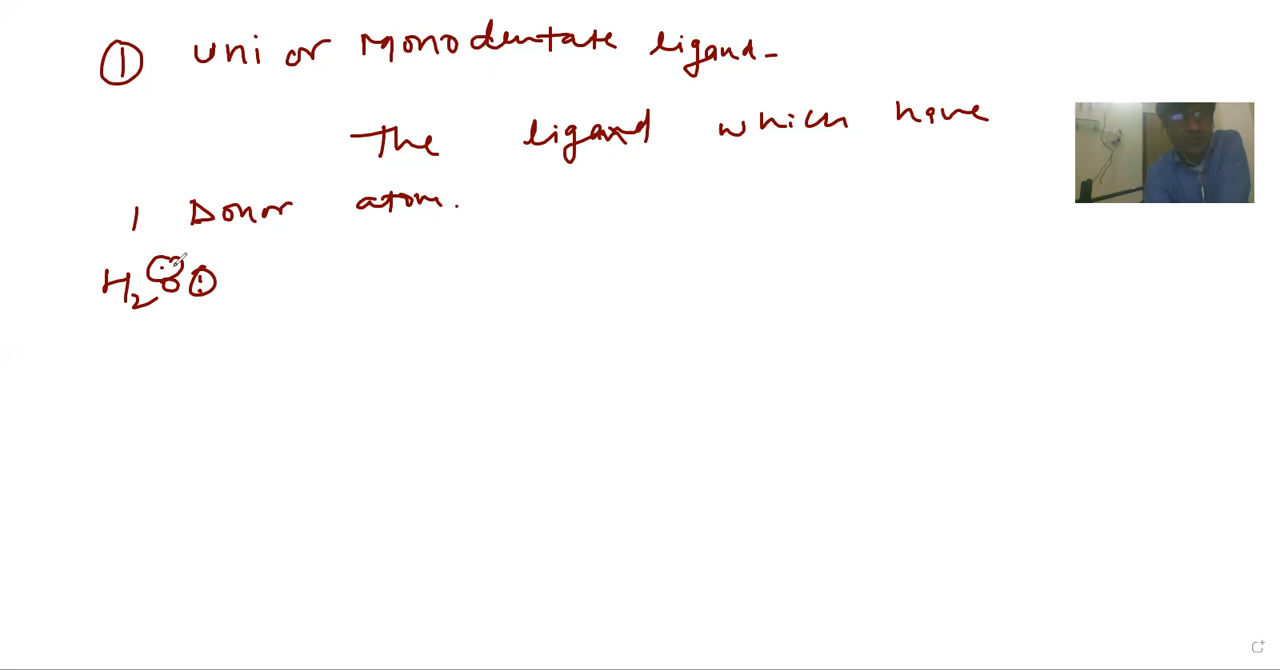 ① Uni or Monodentate ligand-
The ligand which have
1 Donor atom.
H₂O